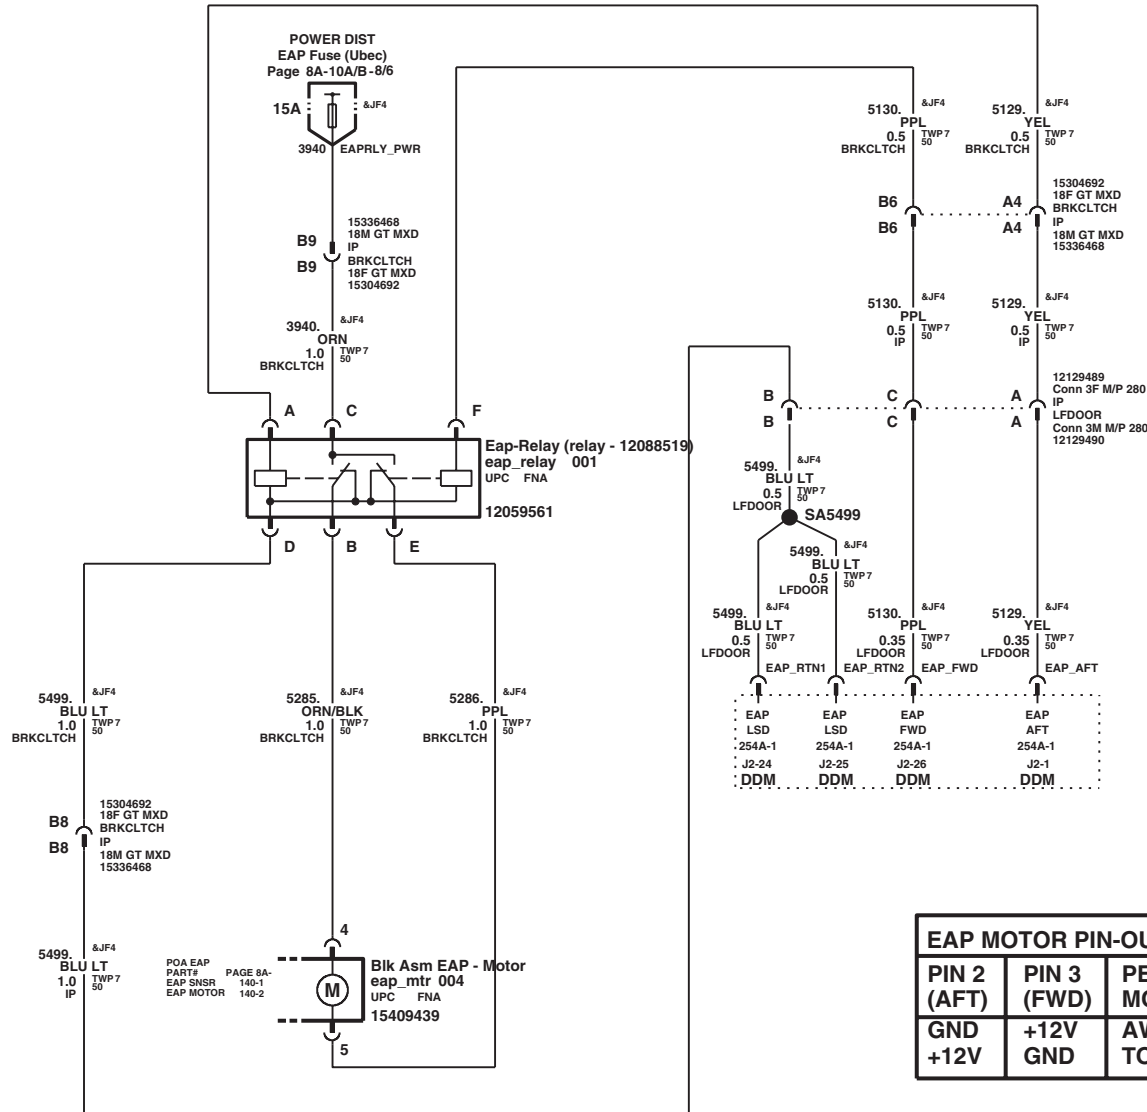 POWER DIST
EAP Fuse (Ubec)
Page 8A-10A/B-8/6
15A
&JF4
3940 EAPRLY_PWR
B9
B9
15336468
18M GT MXD
IP
BRKCLTCH
18F GT MXD
15304692
3940. &JF4
ORN
1.0 TWP 7
BRKCLTCH 50
A C F
Eap-Relay (relay - 12088519)
eap_relay 001
UPC FNA
12059561
D B E
5130. &JF4
PPL
0.5 TWP 7
BRKCLTCH 50
5129. &JF4
YEL
0.5 TWP 7
BRKCLTCH 50
B6 A4
B6 A4
15304692
18F GT MXD
BRKCLTCH
IP
18M GT MXD
15336468
5130. &JF4
PPL
0.5 TWP 7
IP 50
5129. &JF4
YEL
0.5 TWP 7
IP 50
B C A
B C A
12129489
Conn 3F M/P 280
IP
LFDOOR
Conn 3M M/P 280
12129490
5499. &JF4
BLU LT
0.5 TWP 7
LFDOOR 50
SA5499
5499. &JF4
BLU LT
0.5 TWP 7
LFDOOR 50
5499. &JF4
BLU LT
0.5 TWP 7
LFDOOR 50
5130. &JF4
PPL
0.35 TWP 7
LFDOOR 50
5129. &JF4
YEL
0.35 TWP 7
LFDOOR 50
EAP_RTN1 EAP_RTN2 EAP_FWD EAP_AFT
EAP EAP EAP EAP
LSD LSD FWD AFT
254A-1 254A-1 254A-1 254A-1
J2-24 J2-25 J2-26 J2-1
DDM DDM DDM DDM
5499. &JF4
BLU LT
1.0 TWP 7
BRKCLTCH 50
5285. &JF4
ORN/BLK
1.0 TWP 7
BRKCLTCH 50
5286. &JF4
PPL
1.0 TWP 7
BRKCLTCH 50
B8
B8
15304692
18F GT MXD
BRKCLTCH
IP
18M GT MXD
15336468
5499. &JF4
BLU LT
1.0 TWP 7
IP 50
POA EAP
PART# PAGE 8A-
EAP SNSR 140-1
EAP MOTOR 140-2
4
M
5
Blk Asm EAP - Motor
eap_mtr 004
UPC FNA
15409439
EAP MOTOR PIN-OU
PIN 2 PIN 3 PE
(AFT) (FWD) MO
GND +12V AV
+12V GND TO